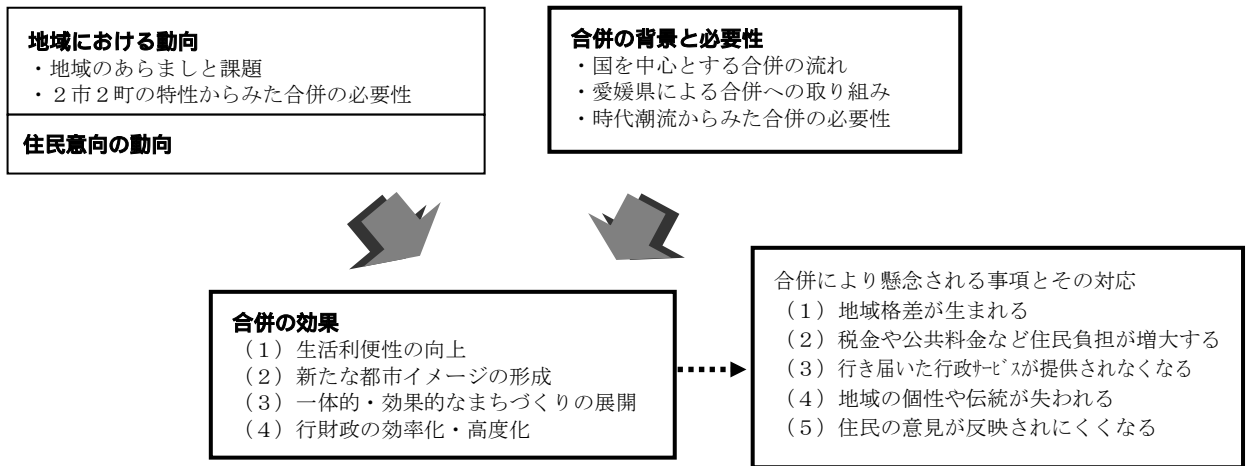 地域における動向
・地域のあらましと課題
・２市２町の特性からみた合併の必要性
住民意向の動向
合併の背景と必要性
・国を中心とする合併の流れ
・愛媛県による合併への取り組み
・時代潮流からみた合併の必要性
合併の効果
（１）生活利便性の向上
（２）新たな都市イメージの形成
（３）一体的・効果的なまちづくりの展開
（４）行財政の効率化・高度化
合併により懸念される事項とその対応
（１）地域格差が生まれる
（２）税金や公共料金など住民負担が増大する
（３）行き届いた行政ｻｰﾋﾞｽが提供されなくなる
（４）地域の個性や伝統が失われる
（５）住民の意見が反映されにくくなる